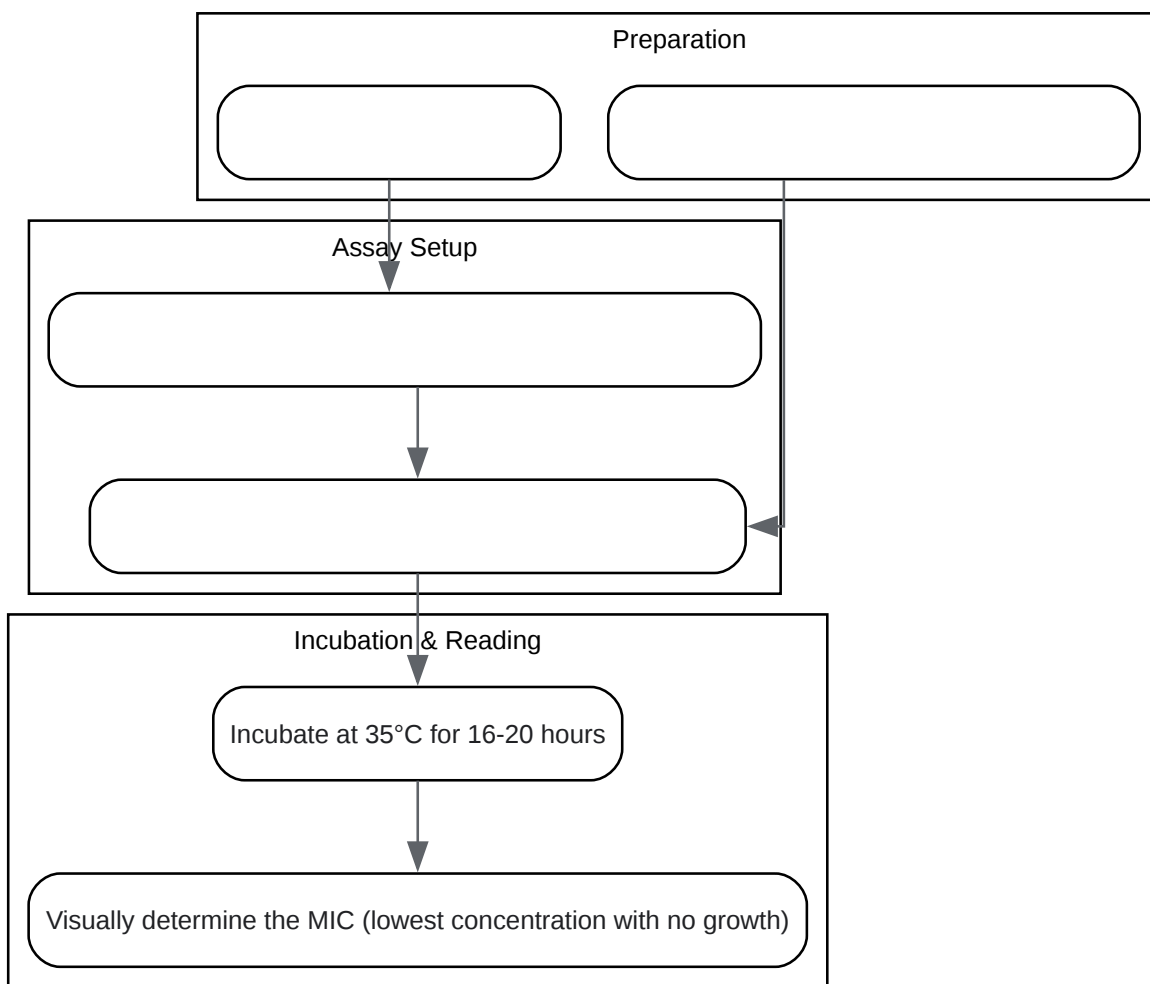 Preparation
Assay Setup
Incubation & Reading
Incubate at 35°C for 16-20 hours
Visually determine the MIC (lowest concentration with no growth)